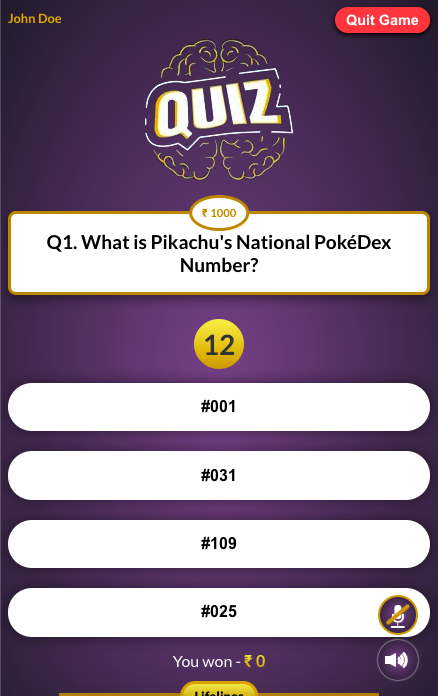 John Doe
Quit Game
QUIZ
₹ 1000
Q1. What is Pikachu's National PokéDex
Number?
12
#001
#031
#109
#025
You won - ₹ 0
Lifelines